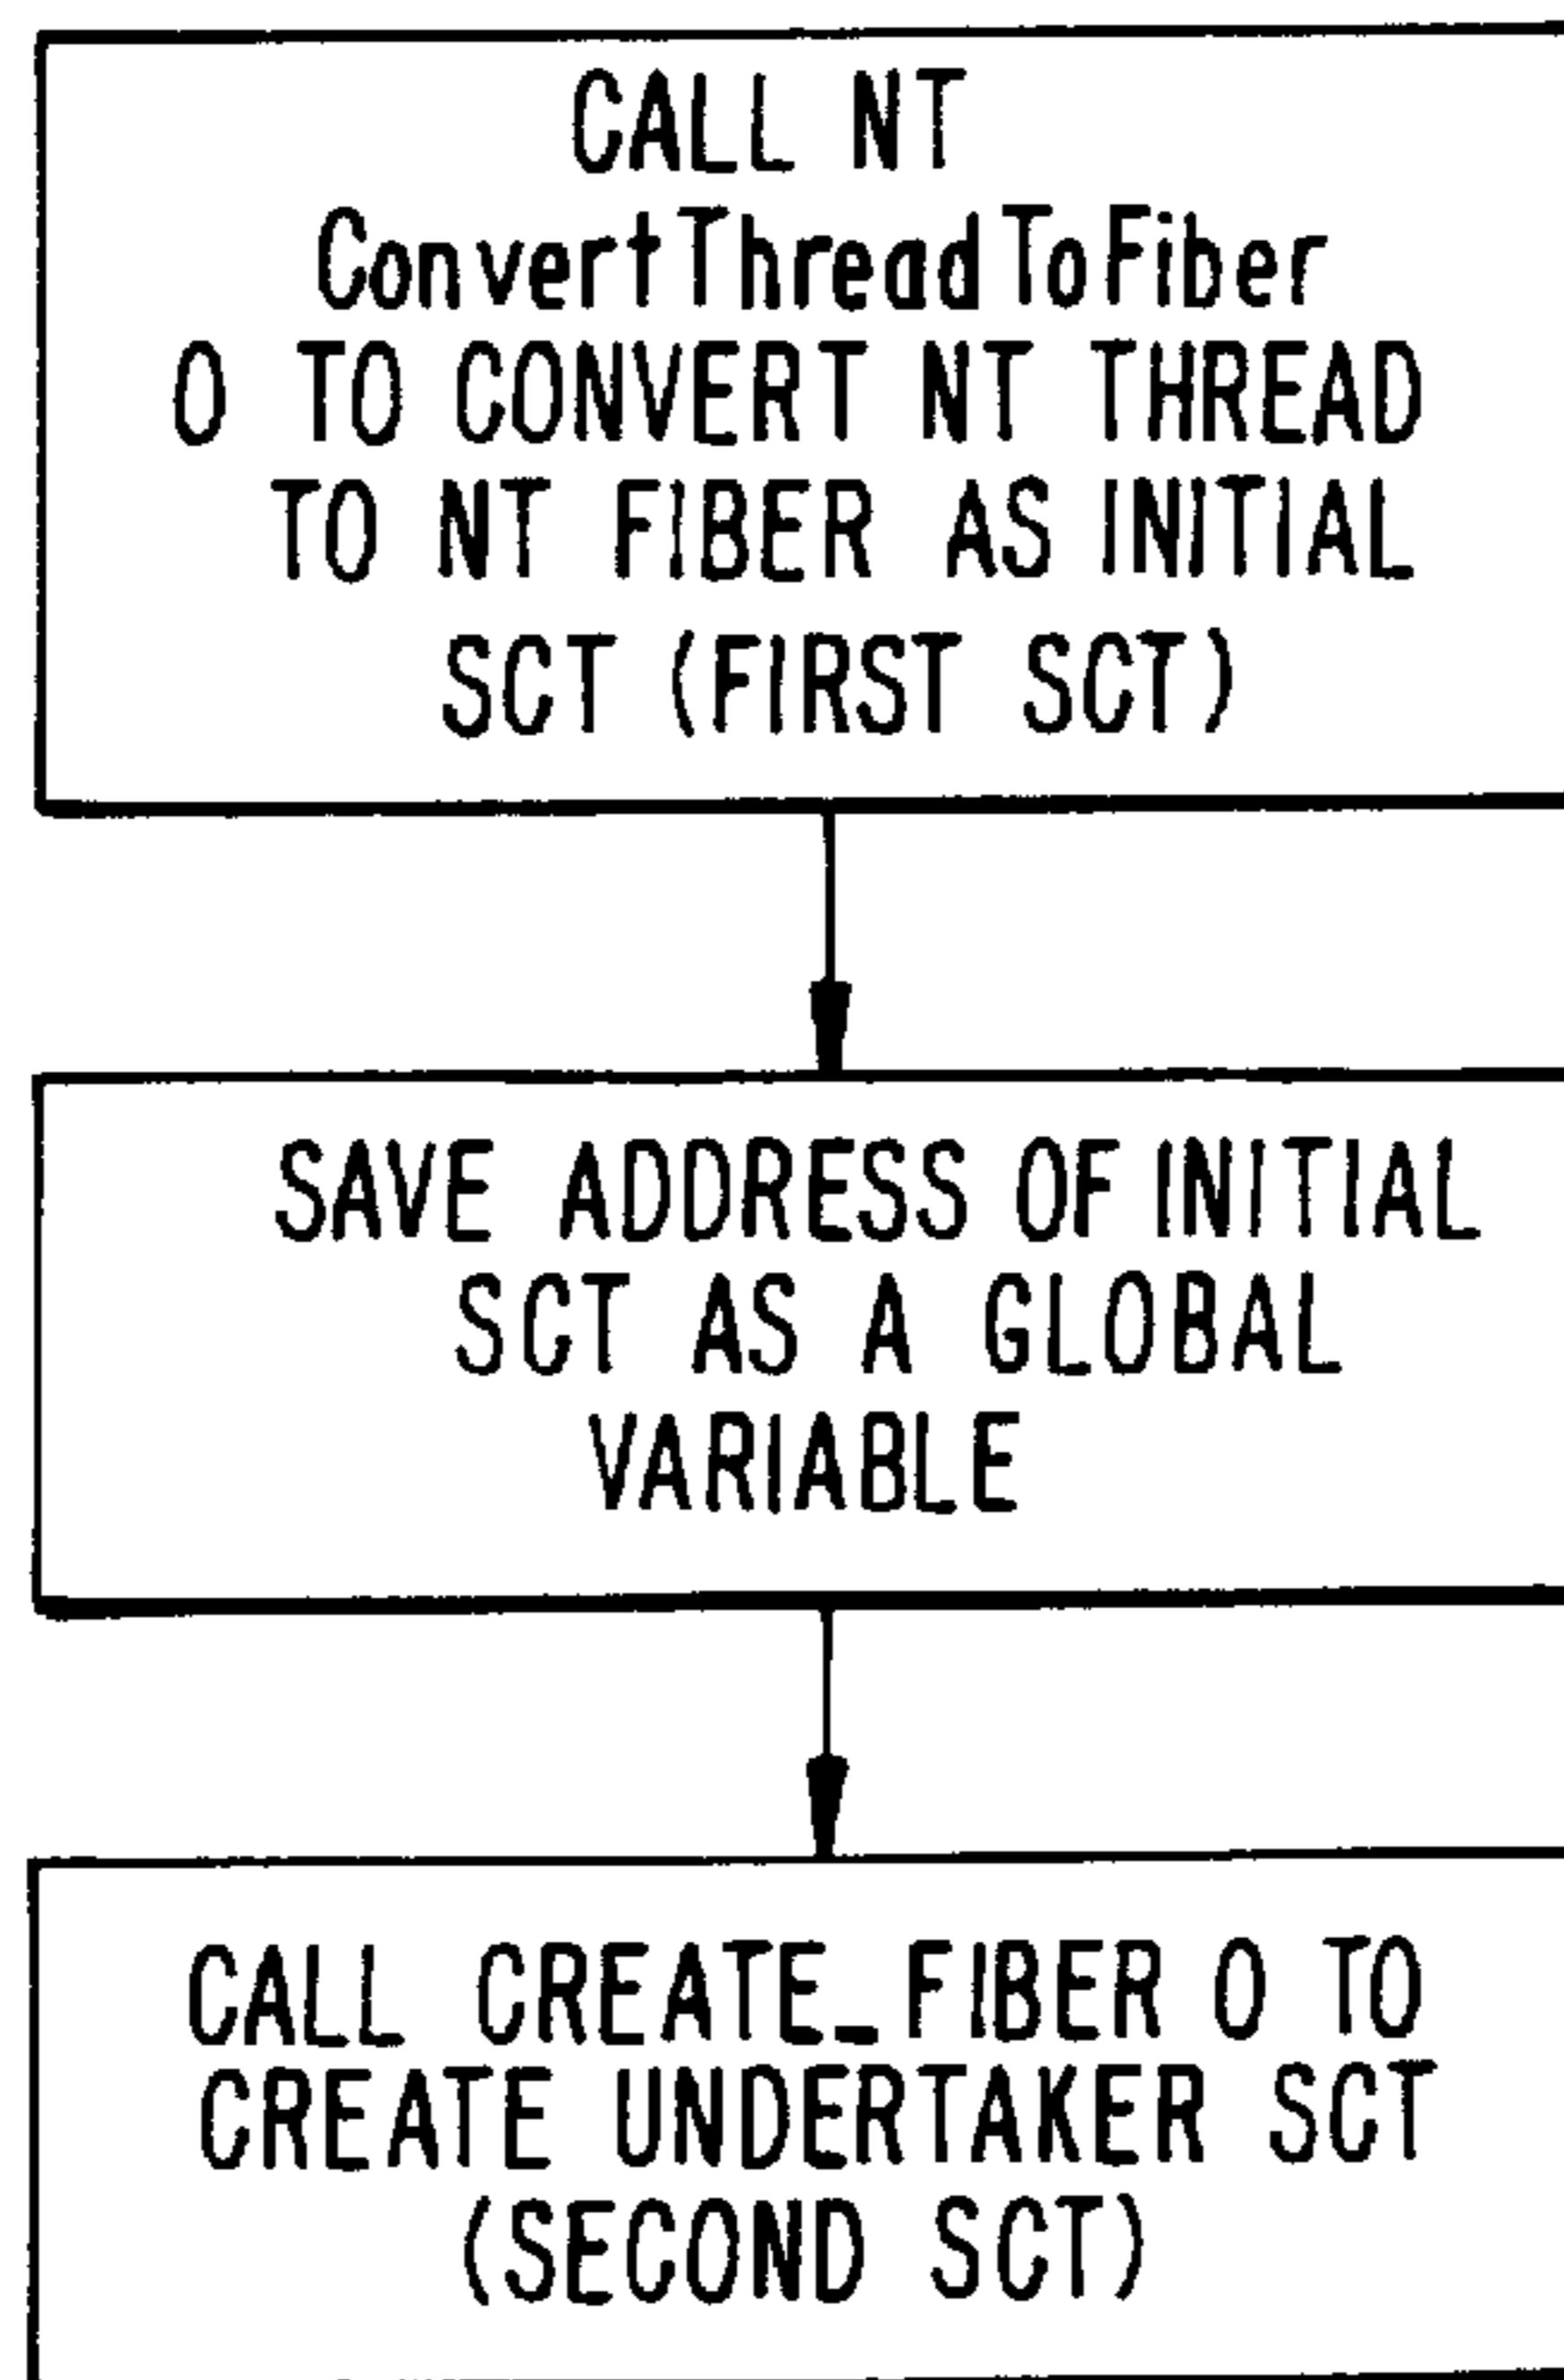 CALL NT
ConvertThreadToFiber
0 TO CONVERT NT THREAD
TO NT FIBER AS INITIAL
SCT (FIRST SCT)
SAVE ADDRESS OF INITIAL
SCT AS A GLOBAL
VARIABLE
CALL CREATE_FIBER 0 TO
CREATE UNDERTAKER SCT
(SECOND SCT)